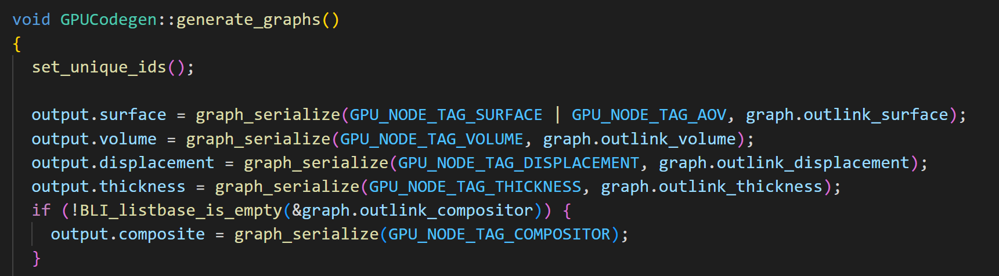 void GPUCodegen::generate_graphs()
{
  set_unique_ids();

  output.surface = graph_serialize(GPU_NODE_TAG_SURFACE | GPU_NODE_TAG_AOV, graph.outlink_surface);
  output.volume = graph_serialize(GPU_NODE_TAG_VOLUME, graph.outlink_volume);
  output.displacement = graph_serialize(GPU_NODE_TAG_DISPLACEMENT, graph.outlink_displacement);
  output.thickness = graph_serialize(GPU_NODE_TAG_THICKNESS, graph.outlink_thickness);
  if (!BLI_listbase_is_empty(&graph.outlink_compositor)) {
    output.composite = graph_serialize(GPU_NODE_TAG_COMPOSITOR);
  }